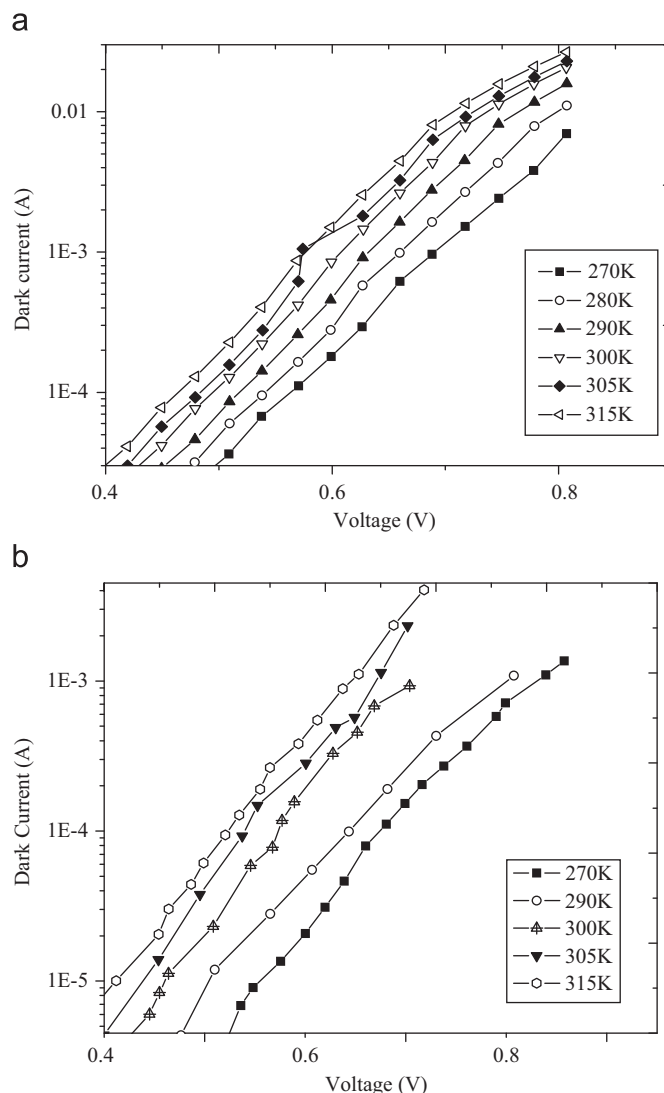 a
0.01
1E-3
1E-4
Dark current (A)
270K
280K
290K
300K
305K
315K
0.4 0.6 0.8
Voltage (V)
b
1E-3
1E-4
1E-5
Dark Current (A)
270K
290K
300K
305K
315K
0.4 0.6 0.8
Voltage (V)